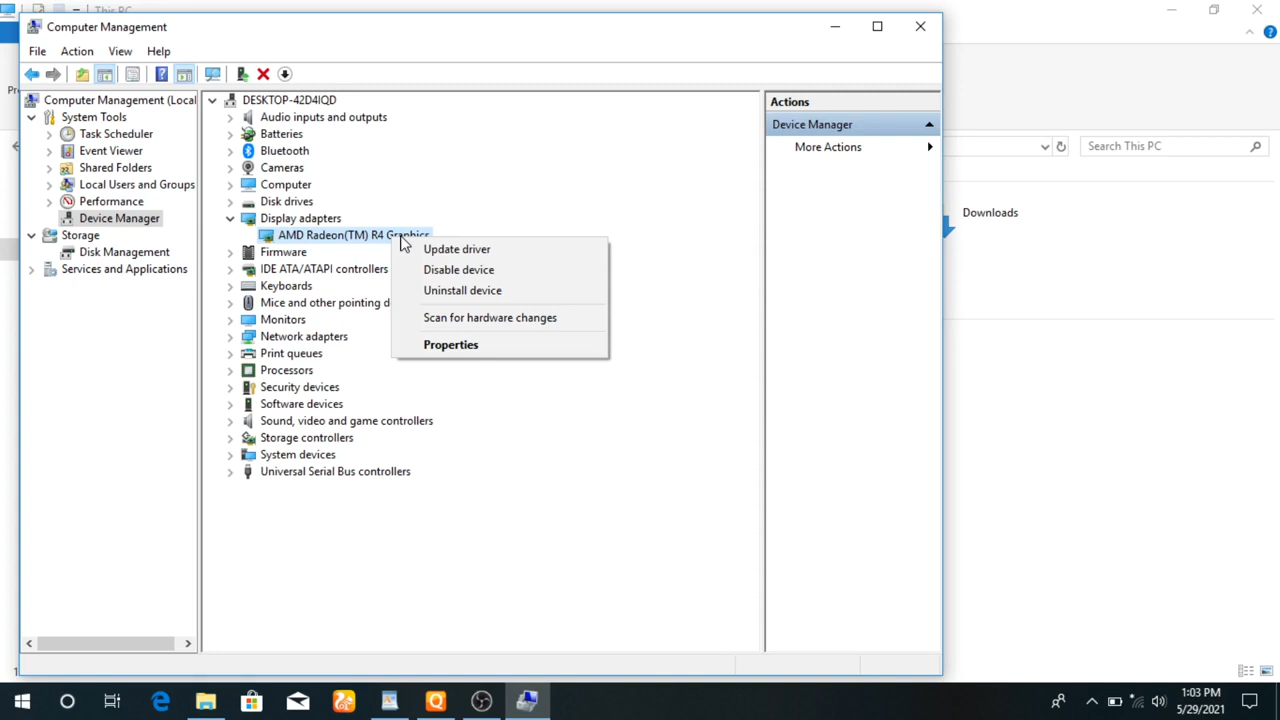 This PC
Computer Management
File Action View Help
Computer Management (Local
System Tools
Task Scheduler
Event Viewer
Shared Folders
Local Users and Groups
Performance
Device Manager
Storage
Disk Management
Services and Applications
DESKTOP-42D4IQD
Audio inputs and outputs
Batteries
Bluetooth
Cameras
Computer
Disk drives
Display adapters
AMD Radeon(TM) R4 Graphics
Firmware
IDE ATA/ATAPI controllers
Keyboards
Mice and other pointing d
Monitors
Network adapters
Print queues
Processors
Security devices
Software devices
Sound, video and game controllers
Storage controllers
System devices
Universal Serial Bus controllers
Update driver
Disable device
Uninstall device
Scan for hardware changes
Properties
Actions
Device Manager
More Actions
Search This PC
Downloads
1:03 PM
5/29/2021